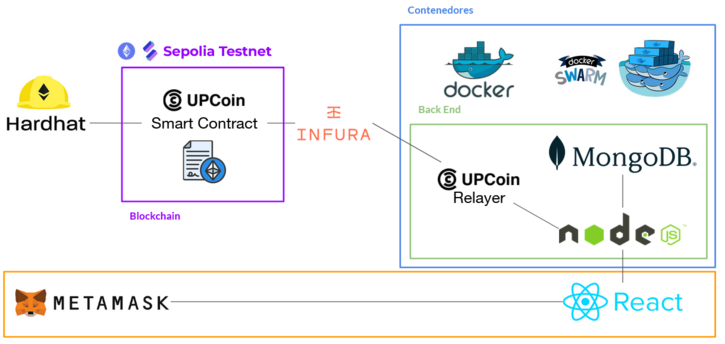 Contenedores
Sepolia Testnet
docker
docker
SWARM
Hardhat
UPCoin
Smart Contract
INFURA
Back End
MongoDB®
UPCoin
Relayer
Blockchain
node
JS
METAMASK
React